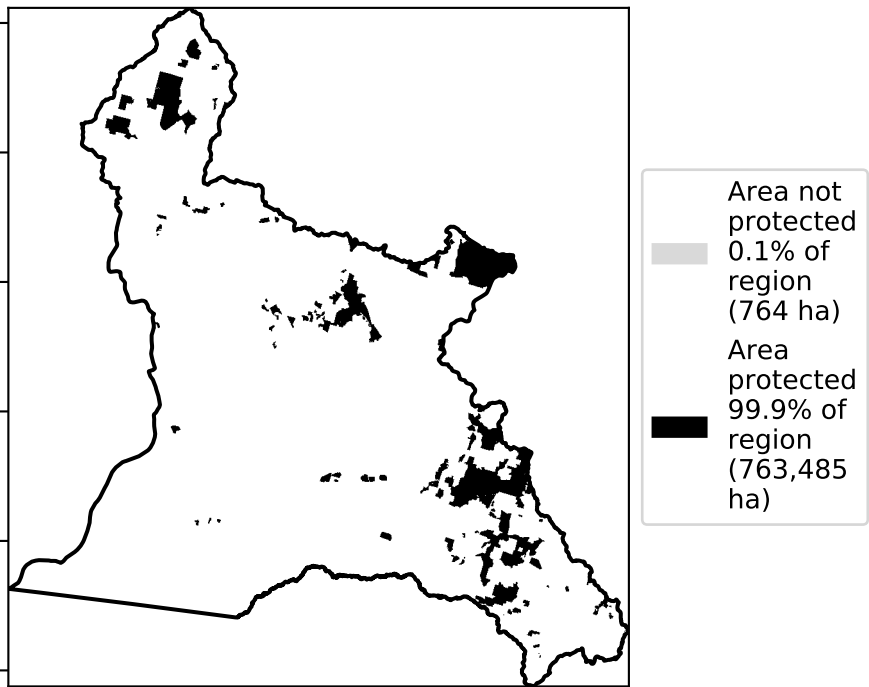 Area not
protected
0.1% of
region
(764 ha)
Area
protected
99.9% of
region
(763,485
ha)